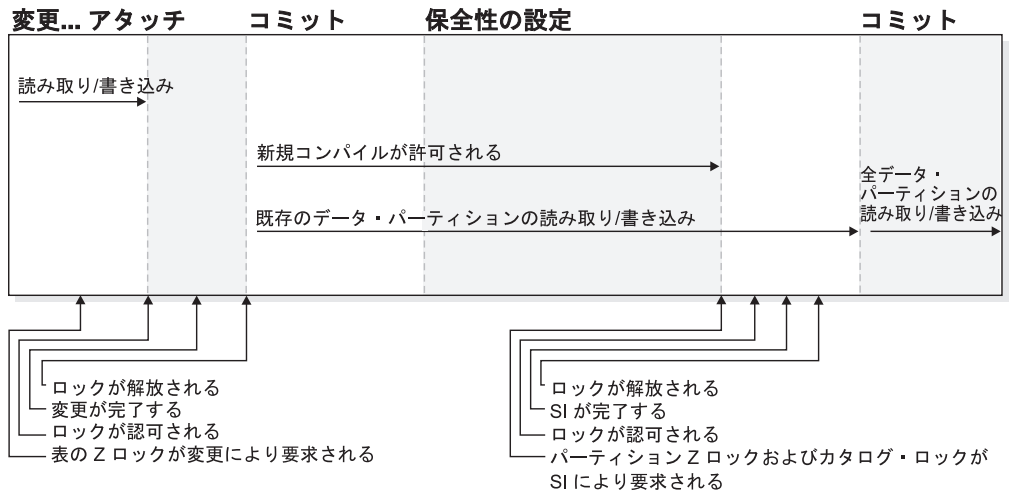 変更... アタッチ
コミット
保全性の設定
コミット
読み取り/書き込み
新規コンパイルが許可される
全データ・
パーティションの
読み取り/書き込み
既存のデータ・パーティションの読み取り/書き込み
ロックが解放される
変更が完了する
ロックが認可される
表の Z ロックが変更により要求される
ロックが解放される
SI が完了する
ロックが認可される
パーティション Z ロックおよびカタログ・ロックが
SI により要求される